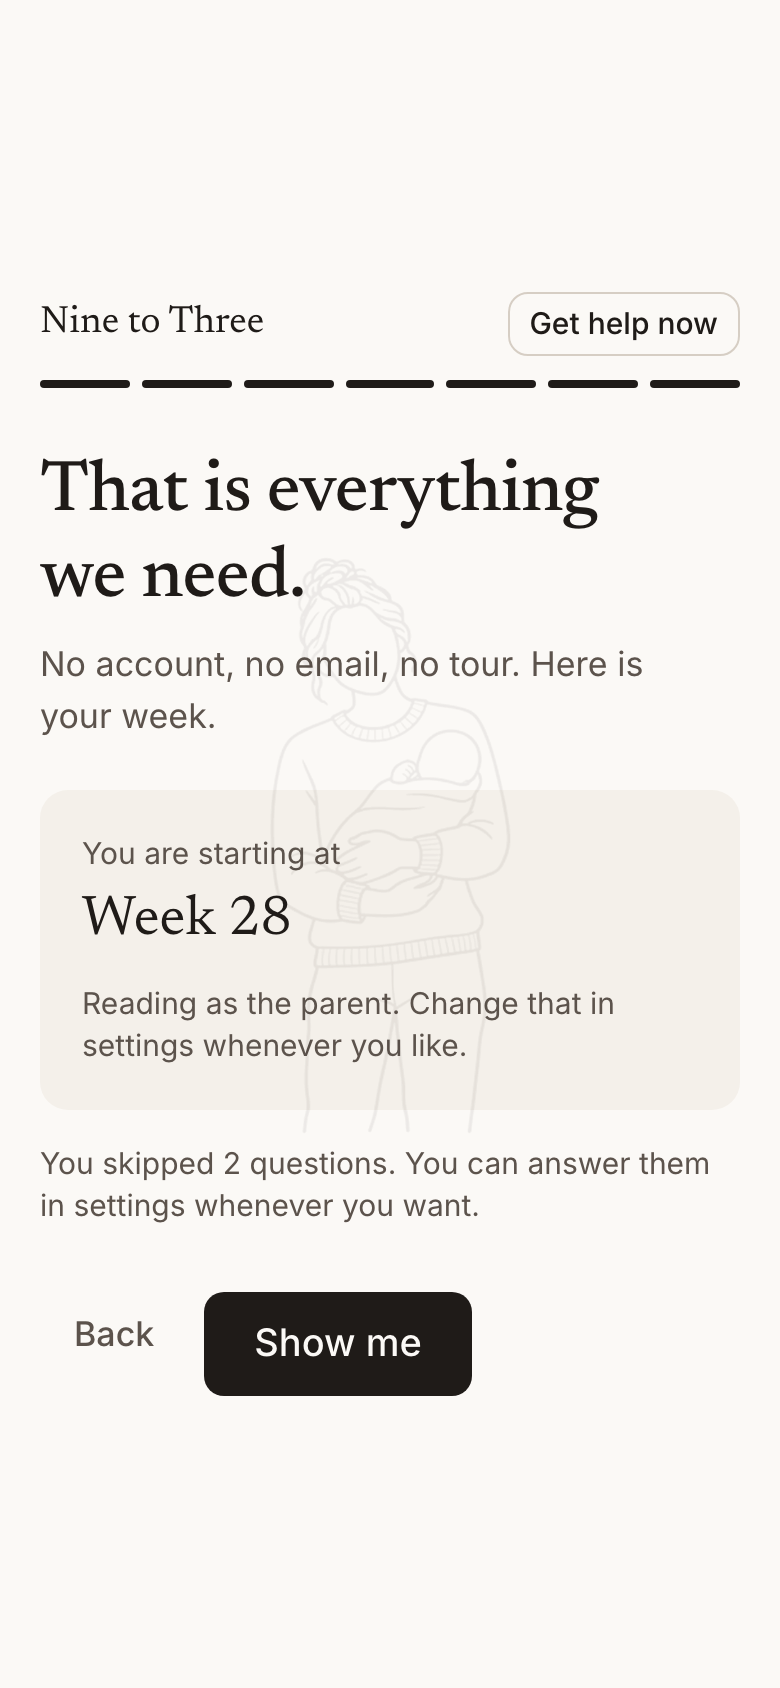 Nine to Three
Get help now
That is everything
we need.
No account, no email, no tour. Here is
your week.
You are starting at
Week 28
Reading as the parent. Change that in
settings whenever you like.
You skipped 2 questions. You can answer them
in settings whenever you want.
Back
Show me